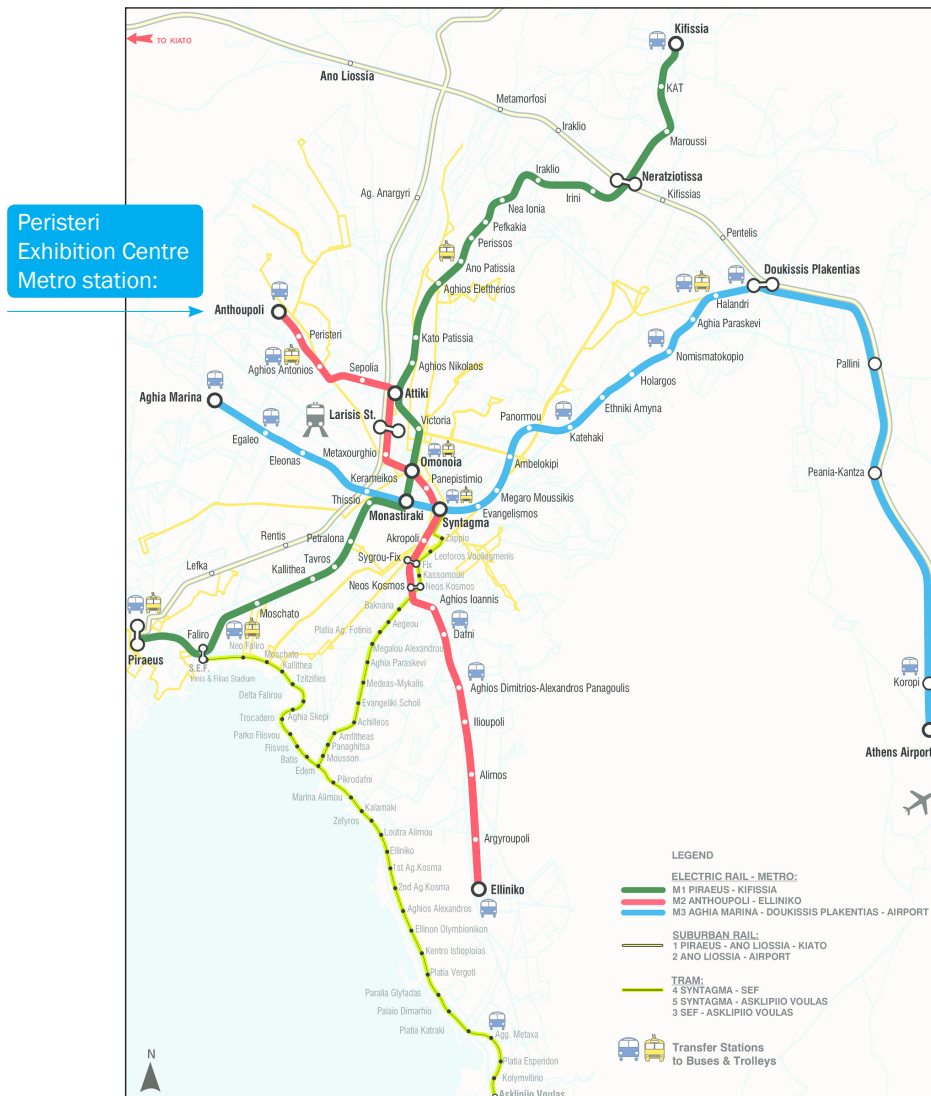 TO KIATO
Kifissia
Ano Liossia
KAT
Metamorfosi
Iraklio
Maroussi
Iraklio
Neratziotissa
Ag. Anargyri
Irini
Kifissias
Nea Ionia
Peristeri
Exhibition Centre
Metro station:
Pefkakia
Perissos
Pentelis
Ano Patissia
Doukissis Plakentias
Aghios Eleftherios
Halandri
Anthoupoli
Aghia Paraskevi
Peristeri
Kato Patissia
Nomismatokopio
Aghios Antonios
Sepolia
Aghios Nikolaos
Pallini
Holargos
Aghia Marina
Attiki
Ethniki Amyna
Larisis St.
Victoria
Panormou
Egaleo
Katehaki
Metaxourghio
Eleonas
Omonoia
Ambelokipi
Kerameikos
Panepistimio
Peania-Kantza
Thissio
Megaro Moussikis
Monastiraki
Syntagma
Evangelismos
Rentis
Akropoli
Zappio
Petralona
Leoforos Vouliagmenis
Sygrou-Fix
Tavros
Fix
Lefka
Kallithea
Kassomouli
Neos Kosmos
Neos Kosmos
Moschato
Aghios Ioannis
Baknana
Aegeou
Faliro
Platia Ag. Fotinis
Dafni
Neo Faliro
Megalou Alexandrou
Piraeus
Moschato
S.E.F.
Kallithea
Aghia Paraskevi
Irinis & Filias Stadium
Tzitzifies
Medeas-Mykalis
Aghios Dimitrios-Alexandros Panagoulis
Koropi
Delta Falirou
Evangeliki Scholi
Trocadero
Aghia Skepi
Achilleos
Ilioupoli
Parko Flisvou
Amfitheas
Flisvos
Panaghitsa
Athens Airport
Batis
Mousson
Edem
Pikrodafni
Alimos
Marina Alimou
Kalamaki
Zefyros
Loutra Alimou
Argyroupoli
Elliniko
1st Ag.Kosma
2nd Ag.Kosma
Elliniko
Aghios Alexandros
Ellinon Olymbionikon
Kentro Istioploias
Platia Vergoti
Paralia Glyfadas
Palaio Dimarhio
Platia Katraki
Agg. Metaxa
Platia Esperidon
Kolymvitirio
Asklipiio Voulas
N
LEGEND
ELECTRIC RAIL - METRO:
M1 PIRAEUS - KIFISSIA
M2 ANTHOUPOLI - ELLINIKO
M3 AGHIA MARINA - DOUKISSIS PLAKENTIAS - AIRPORT
SUBURBAN RAIL:
1 PIRAEUS - ANO LIOSSIA - KIATO
2 ANO LIOSSIA - AIRPORT
TRAM:
4 SYNTAGMA - SEF
5 SYNTAGMA - ASKLIPIIO VOULAS
3 SEF - ASKLIPIIO VOULAS
Transfer Stations
to Buses & Trolleys